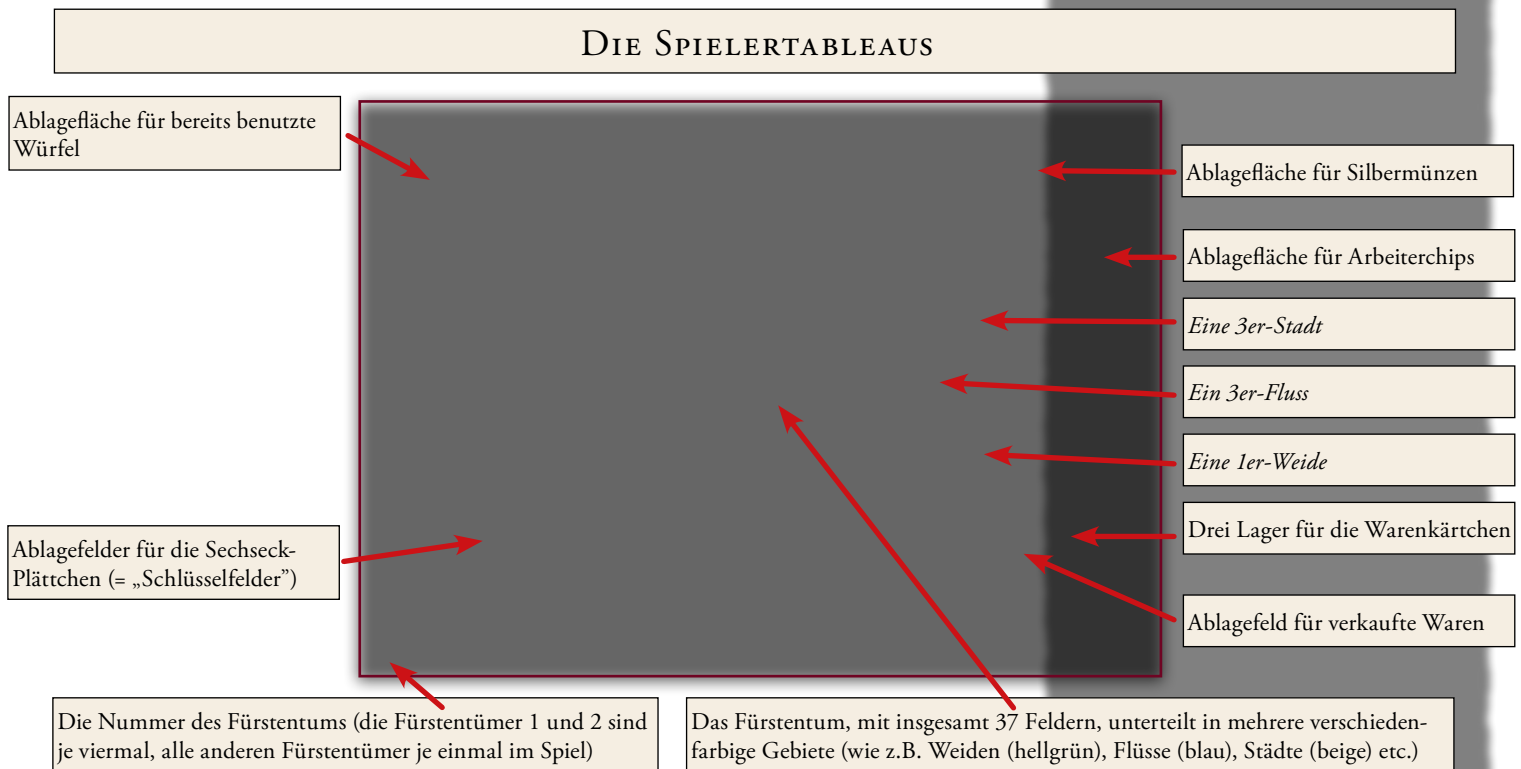 Die Spielertableaus
Ablagefläche für bereits benutzte
Würfel
Ablagefläche für Silbermünzen
Ablagefläche für Arbeiterchips
Eine 3er-Stadt
Ein 3er-Fluss
Eine 1er-Weide
Drei Lager für die Warenkärtchen
Ablagefelder für die Sechseck-
Plättchen (= „Schlüsselfelder”)
Ablagefeld für verkaufte Waren
Die Nummer des Fürstentums (die Fürstentümer 1 und 2 sind
je viermal, alle anderen Fürstentümer je einmal im Spiel)
Das Fürstentum, mit insgesamt 37 Feldern, unterteilt in mehrere verschieden-
farbige Gebiete (wie z.B. Weiden (hellgrün), Flüsse (blau), Städte (beige) etc.)